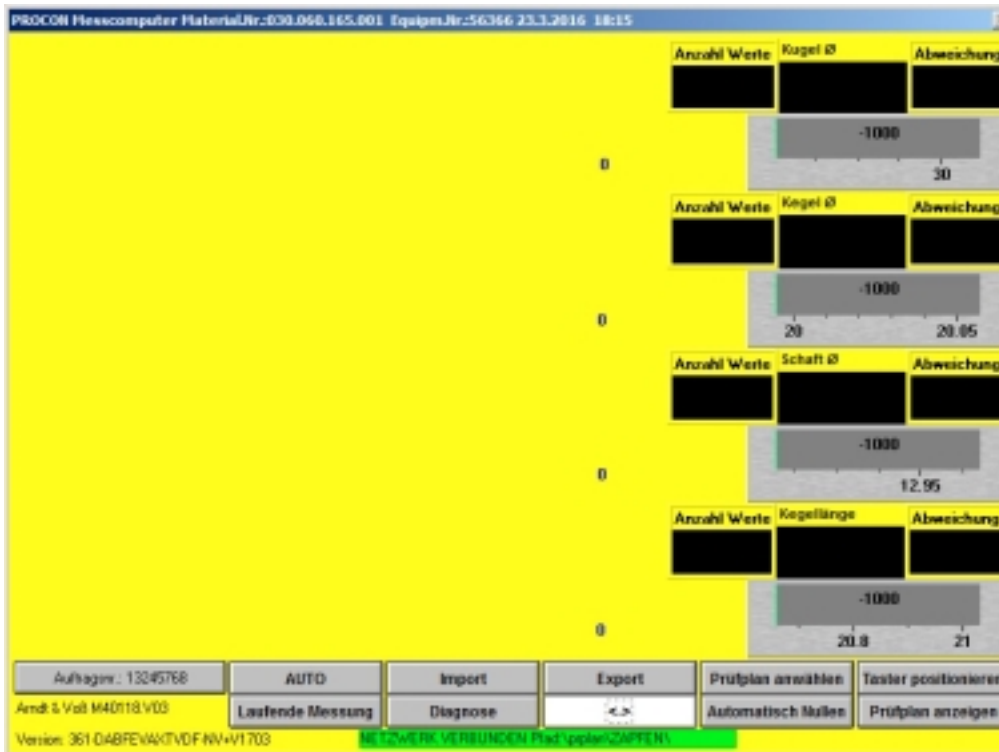 PROCON Messcomputer Material.Nr.:030.060.165.001 Equipm.Nr.:56366 23.3.2016 18:15
Anzahl Werte Kugel Ø Abweichung
-1000
0
30
Anzahl Werte Kegel Ø Abweichung
-1000
0
20 20.05
Anzahl Werte Schaft Ø Abweichung
-1000
0
12.95
Anzahl Werte Kegellänge Abweichung
-1000
0
20.8 21
Auftragsnr.: 13245768 AUTO Import Export Prüfplan anwählen Taster positionieren
Arndt & Voß M40118.V03 Laufende Messung Diagnose <.> Automatisch Nullen Prüfplan anzeigen
Version: NETZWERK VERBUNDEN Pfad:\pplan\ZAPFEN\